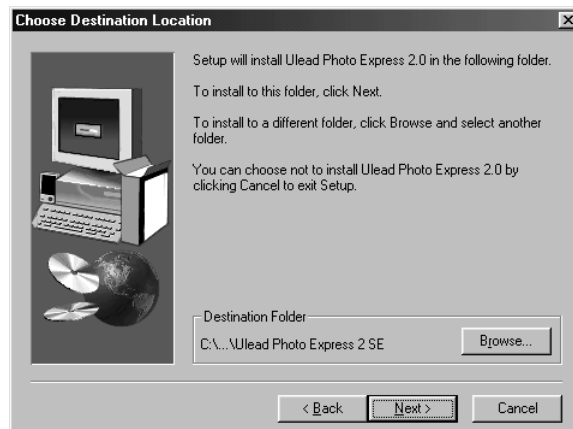 Choose Destination Location
Setup will install Ulead Photo Express 2.0 in the following folder.
To install to this folder, click Next.
To install to a different folder, click Browse and select another
folder.
You can choose not to install Ulead Photo Express 2.0 by
clicking Cancel to exit Setup.
Destination Folder
C:\...\Ulead Photo Express 2 SE
Browse...
< Back
Next >
Cancel